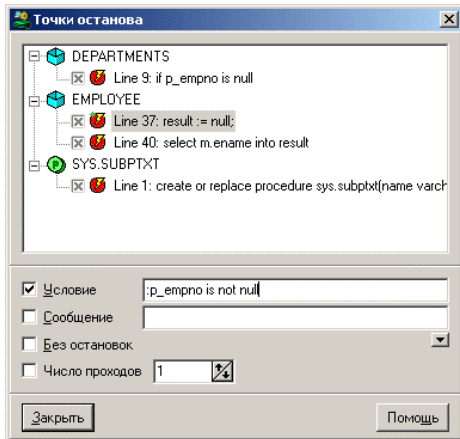 Точки останова
DEPARTMENTS
Line 9: if p_empno is null
EMPLOYEE
Line 37: result := null;
Line 40: select m.ename into result
SYS.SUBPTXT
Line 1: create or replace procedure sys.subptxt(name varch
Условие :p_empno is not null
Сообщение
Без остановок
Число проходов 1
Закрыть Помощь